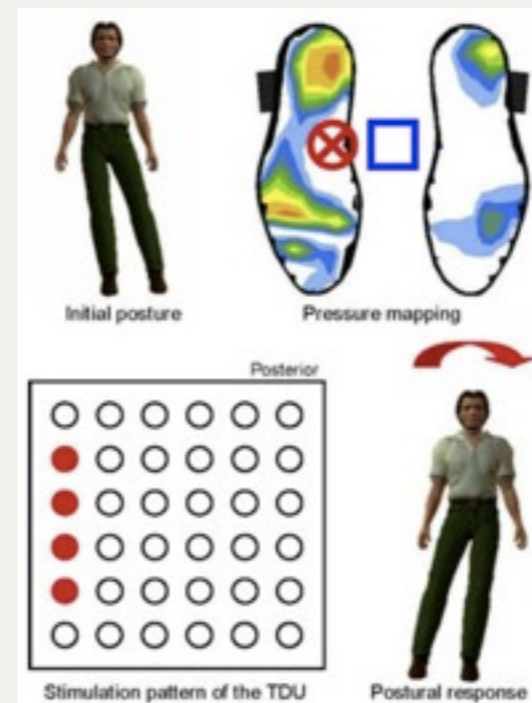 Initial posture
Pressure mapping
Posterior
Stimulation pattern of the TDU
Postural response